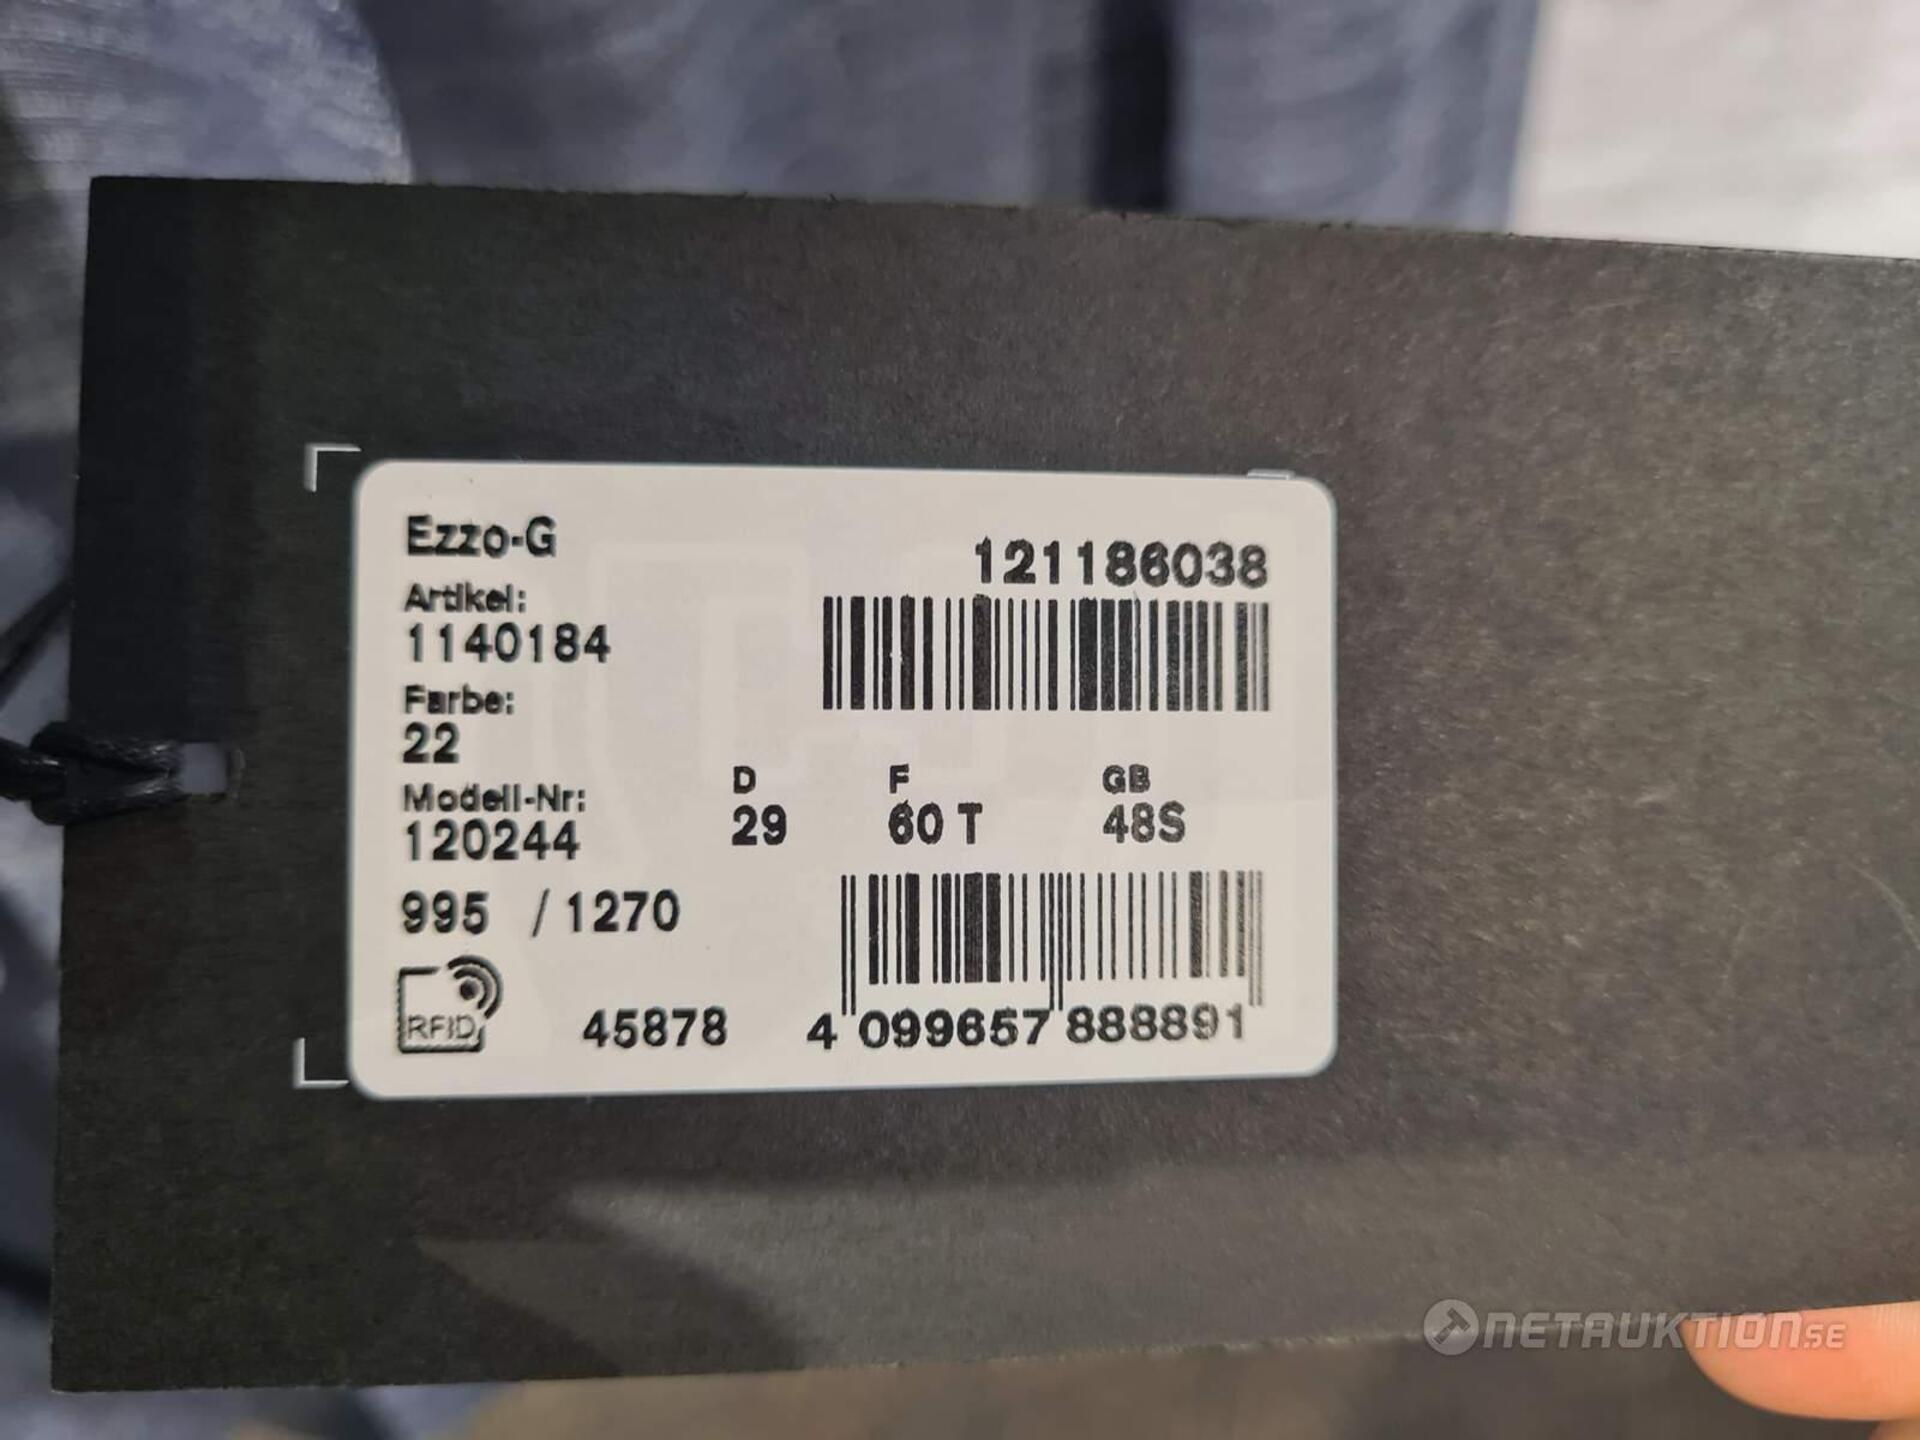 Ezzo-G
121186038
Artikel:
1140184
Farbe:
22
Modell-Nr:
120244
D F GB
29 60 T 48S
995 / 1270
RFID
45878
4 099657 888891
NETAUKTION.SE